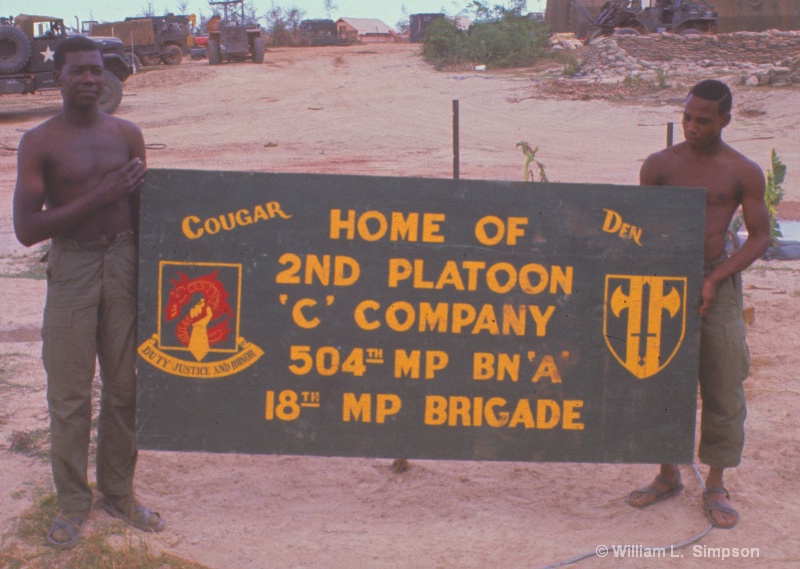 COUGAR
DEN
HOME OF
2ND PLATOON
'C' COMPANY
504TH MP BN 'A'
18TH MP BRIGADE
DUTY JUSTICE AND HONOR
© William L. Simpson